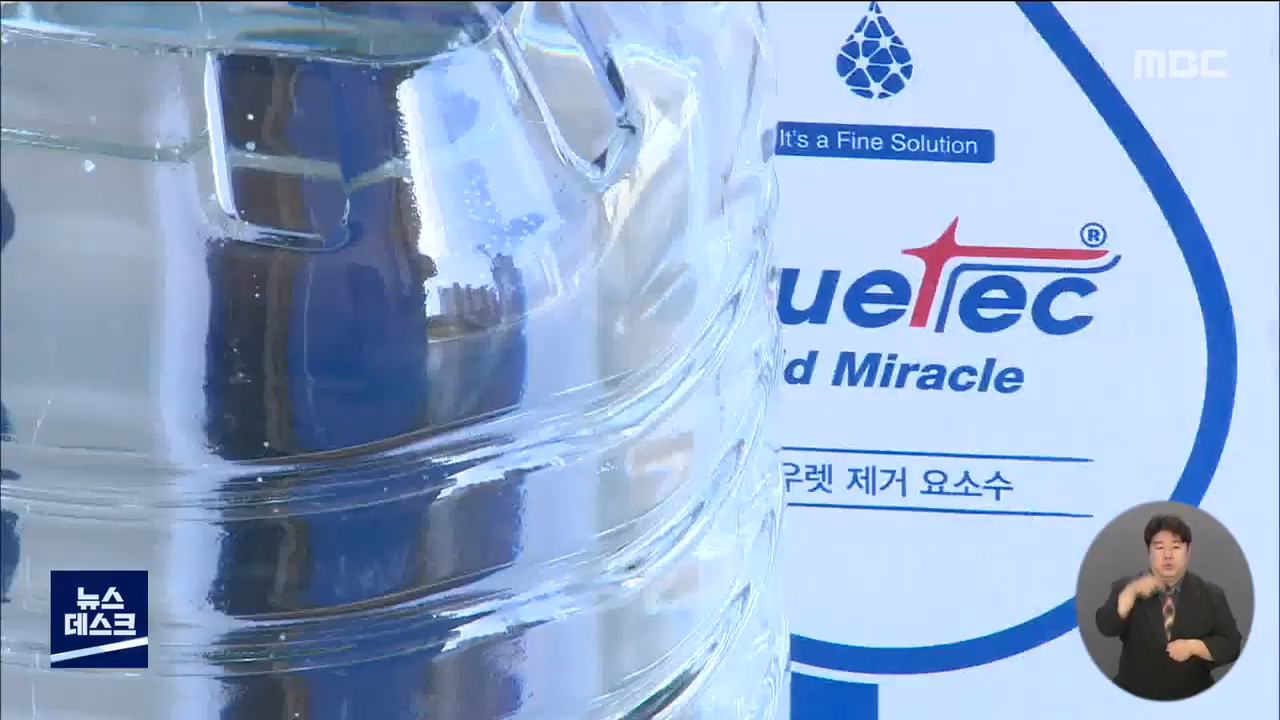 MBC
It's a Fine Solution
ueTec®
d Miracle
우렛 제거 요소수
뉴스
데스크